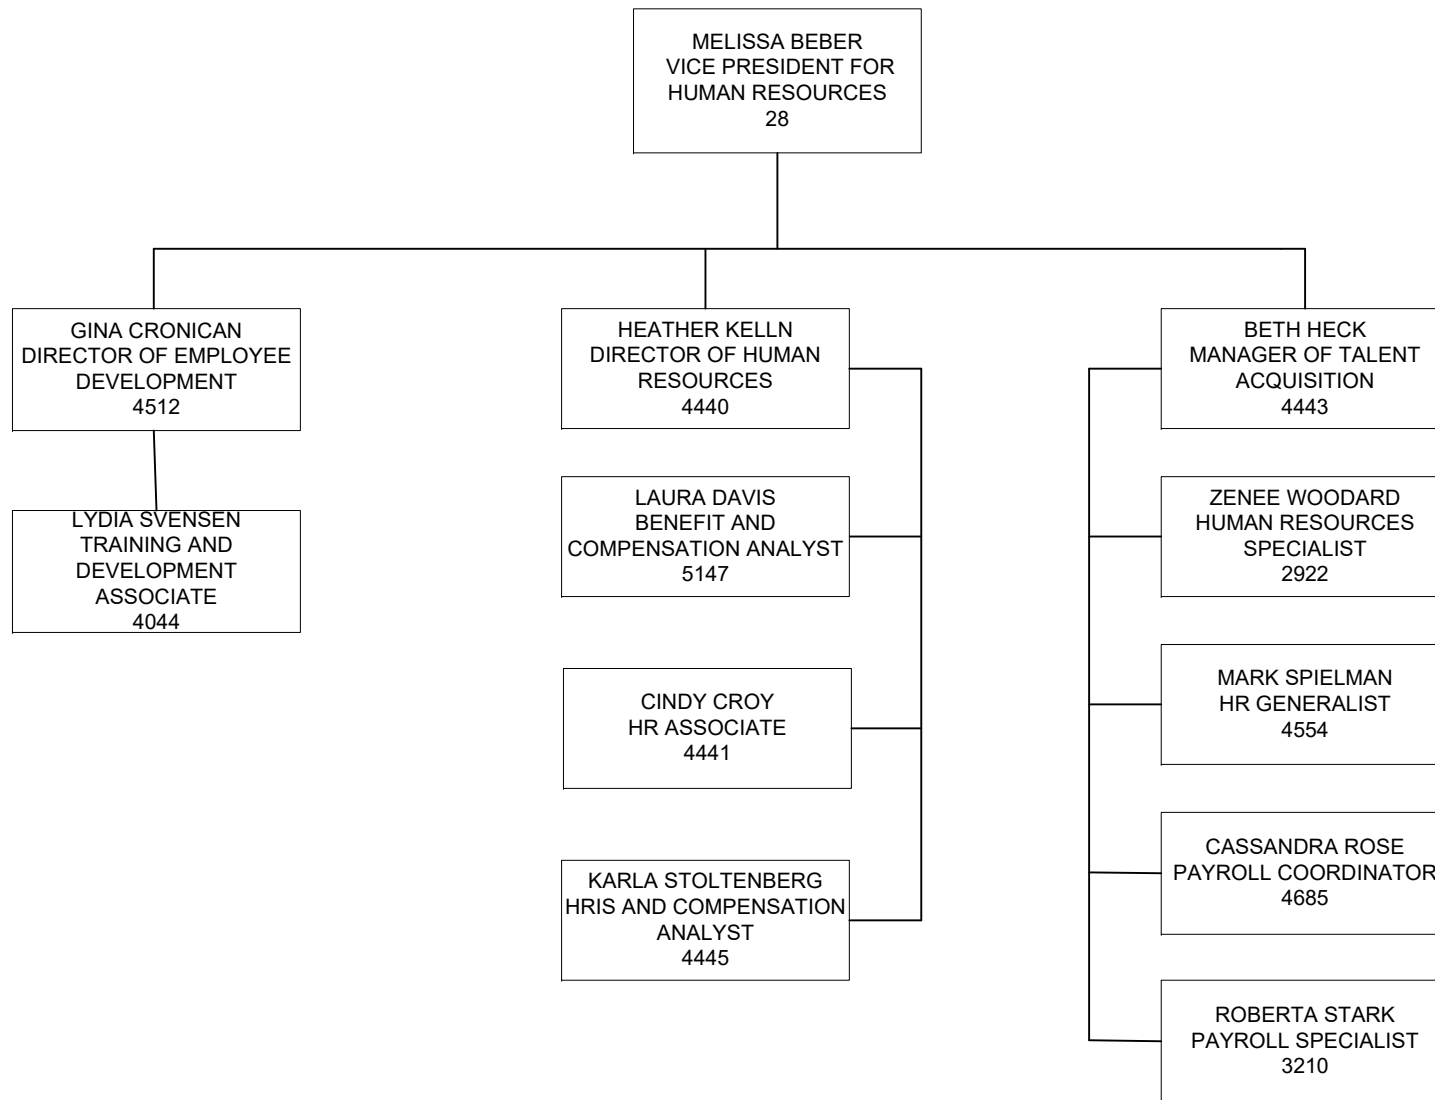 MELISSA BEBER
VICE PRESIDENT FOR
HUMAN RESOURCES
28
GINA CRONICAN
DIRECTOR OF EMPLOYEE
DEVELOPMENT
4512
LYDIA SVENSEN
TRAINING AND
DEVELOPMENT
ASSOCIATE
4044
HEATHER KELLN
DIRECTOR OF HUMAN
RESOURCES
4440
LAURA DAVIS
BENEFIT AND
COMPENSATION ANALYST
5147
CINDY CROY
HR ASSOCIATE
4441
KARLA STOLTENBERG
HRIS AND COMPENSATION
ANALYST
4445
BETH HECK
MANAGER OF TALENT
ACQUISITION
4443
ZENEE WOODARD
HUMAN RESOURCES
SPECIALIST
2922
MARK SPIELMAN
HR GENERALIST
4554
CASSANDRA ROSE
PAYROLL COORDINATOR
4685
ROBERTA STARK
PAYROLL SPECIALIST
3210